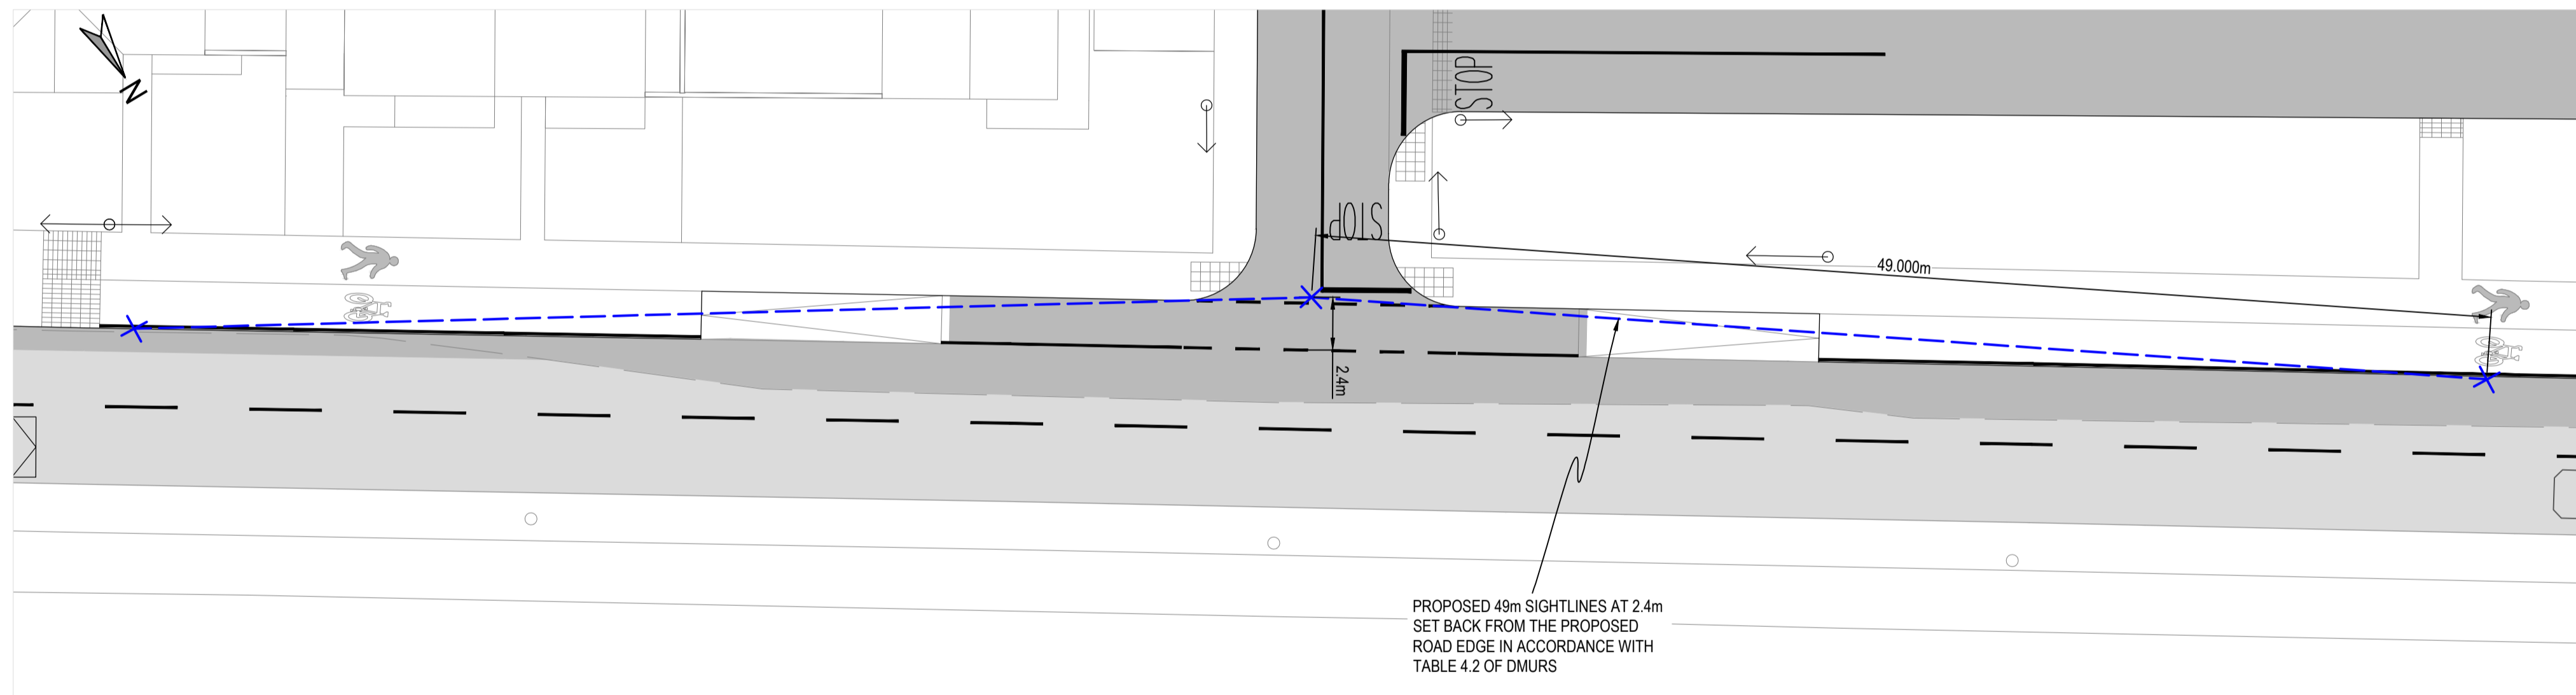 N
STOP
STOP
49.000m
2.4m
PROPOSED 49m SIGHTLINES AT 2.4m
SET BACK FROM THE PROPOSED
ROAD EDGE IN ACCORDANCE WITH
TABLE 4.2 OF DMURS